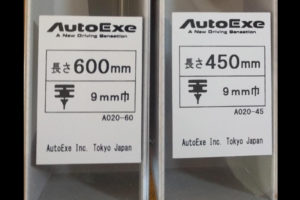 AutoExe
A New Driving Sensation
長さ600mm
9mm巾
A020-60
AutoExe Inc. Tokyo Japan
AutoExe
A New Driving Sensation
長さ450mm
9mm巾
A020-45
AutoExe Inc. Tokyo Japan